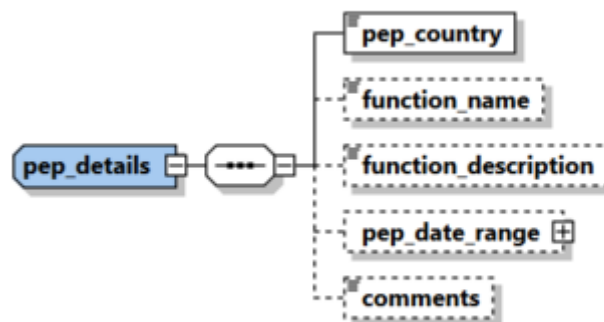 pep_country
function_name
pep_details
function_description
pep_date_range
comments